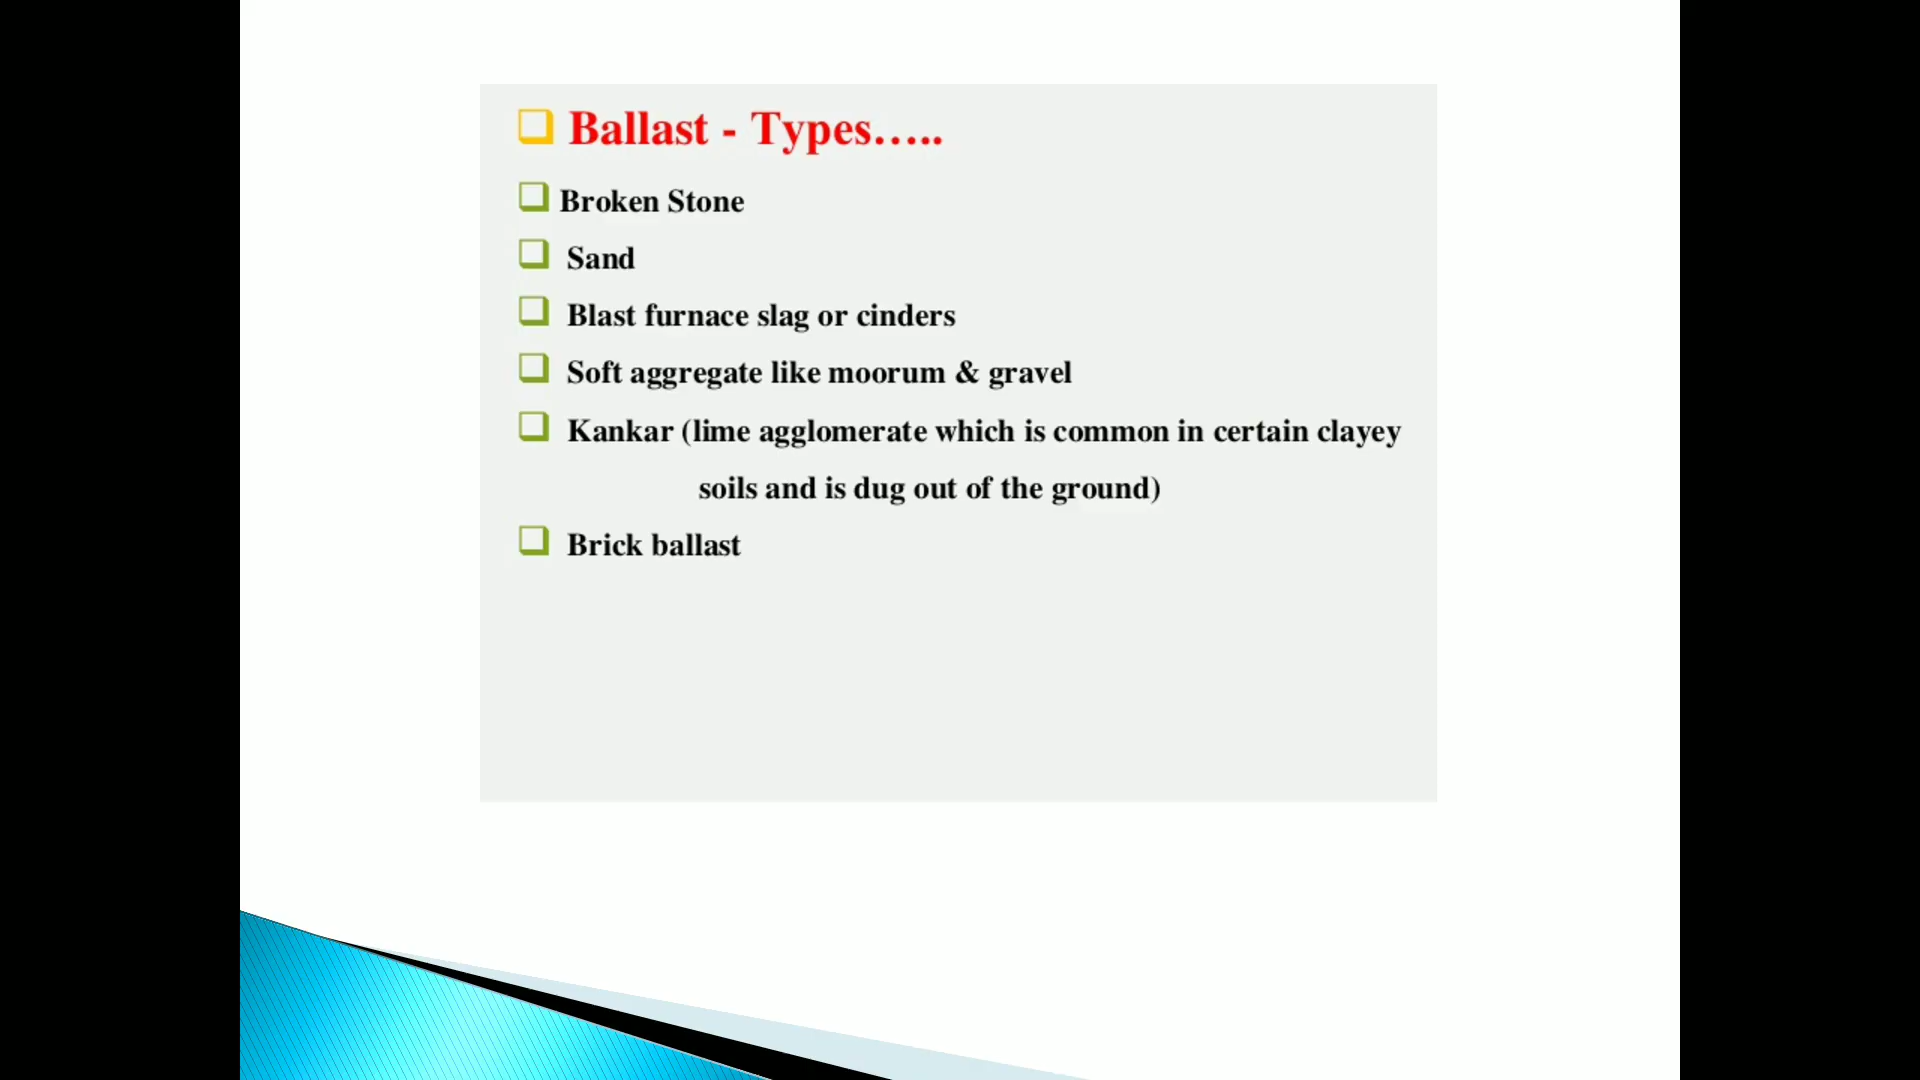 Ballast - Types.....
Broken Stone
Sand
Blast furnace slag or cinders
Soft aggregate like moorum & gravel
Kankar (lime agglomerate which is common in certain clayey
soils and is dug out of the ground)
Brick ballast